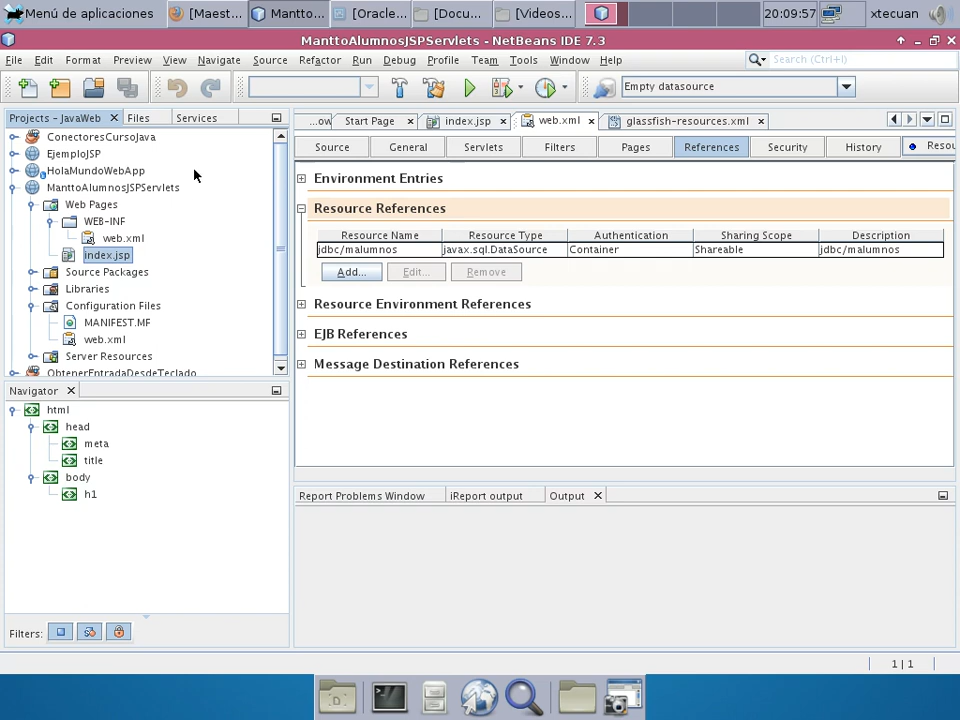 Menú de aplicaciones [Maest... Mantto... [Oracle... [Docu... [Videos... 20:09:57 xtecuan
ManttoAlumnosJSPServlets - NetBeans IDE 7.3
File Edit Format Preview View Navigate Source Refactor Run Debug Profile Team Tools Window Help Search (Ctrl+I)
Empty datasource
Projects - JavaWeb Files Services
...ow Start Page index.jsp web.xml glassfish-resources.xml
Source General Servlets Filters Pages References Security History Resou
ConectoresCursoJava
EjemploJSP
HolaMundoWebApp
ManttoAlumnosJSPServlets
Web Pages
WEB-INF
web.xml
index.jsp
Source Packages
Libraries
Configuration Files
MANIFEST.MF
web.xml
Server Resources
ObtenerEntradaDesdeTeclado
Environment Entries
Resource References
Resource Name Resource Type Authentication Sharing Scope Description
jdbc/malumnos javax.sql.DataSource Container Shareable jdbc/malumnos
Add... Edit... Remove
Resource Environment References
EJB References
Message Destination References
Navigator
html
head
meta
title
body
h1
Filters:
Report Problems Window iReport output Output
1|1